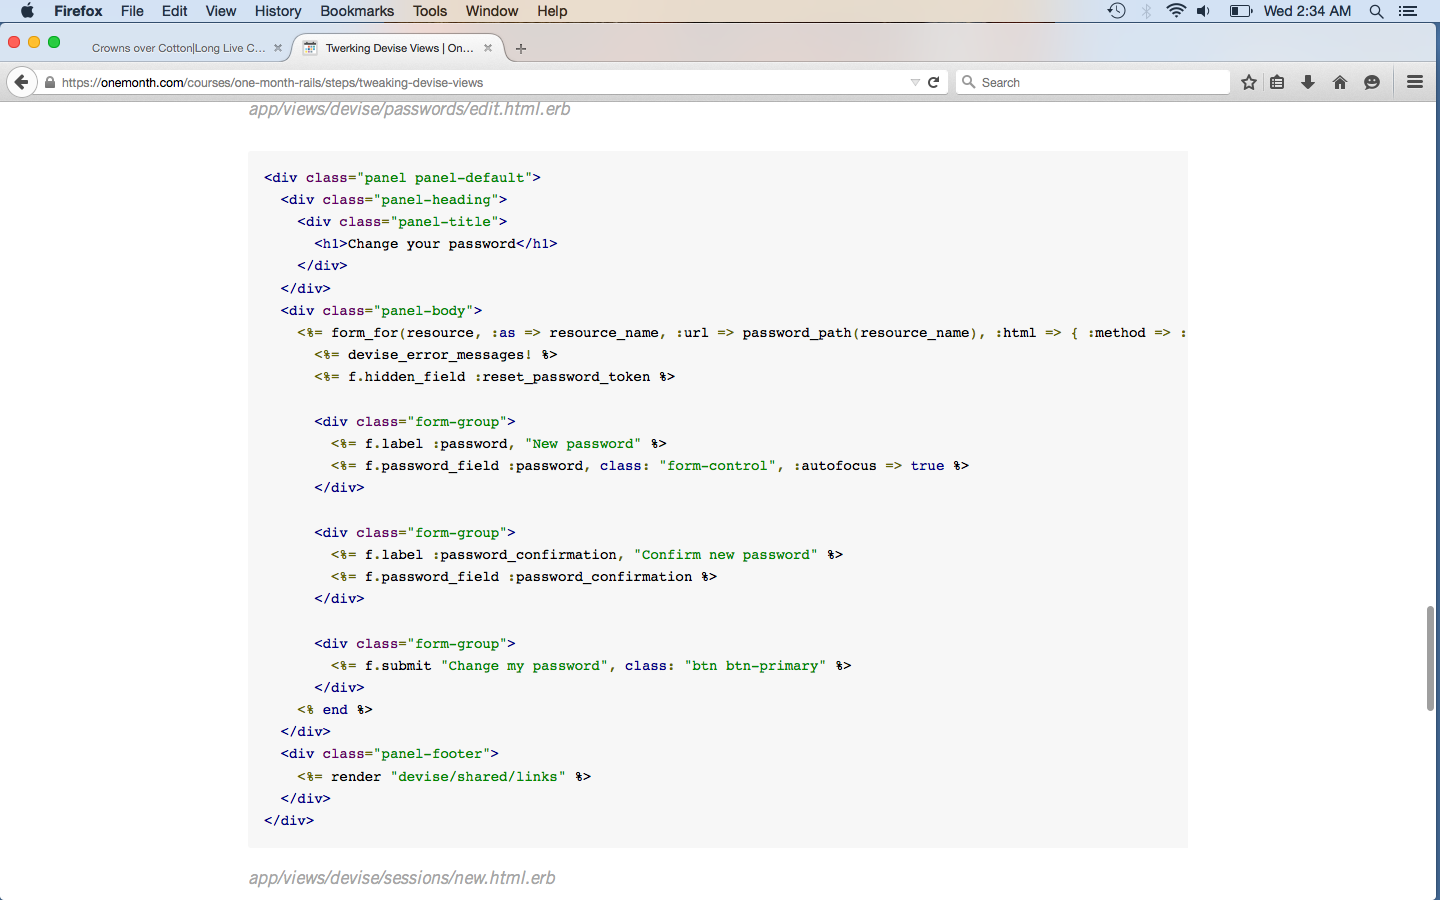 Firefox File Edit View History Bookmarks Tools Window Help Wed 2:34 AM
Crowns over Cotton|Long Live C... Twerking Devise Views | On...
https://onemonth.com/courses/one-month-rails/steps/tweaking-devise-views Search
app/views/devise/passwords/edit.html.erb
<div class="panel panel-default">
<div class="panel-heading">
<div class="panel-title">
<h1>Change your password</h1>
</div>
</div>
<div class="panel-body">
<%= form_for(resource, :as => resource_name, :url => password_path(resource_name), :html => { :method => :
<%= devise_error_messages! %>
<%= f.hidden_field :reset_password_token %>
<div class="form-group">
<%= f.label :password, "New password" %>
<%= f.password_field :password, class: "form-control", :autofocus => true %>
</div>
<div class="form-group">
<%= f.label :password_confirmation, "Confirm new password" %>
<%= f.password_field :password_confirmation %>
</div>
<div class="form-group">
<%= f.submit "Change my password", class: "btn btn-primary" %>
</div>
<% end %>
</div>
<div class="panel-footer">
<%= render "devise/shared/links" %>
</div>
</div>
app/views/devise/sessions/new.html.erb